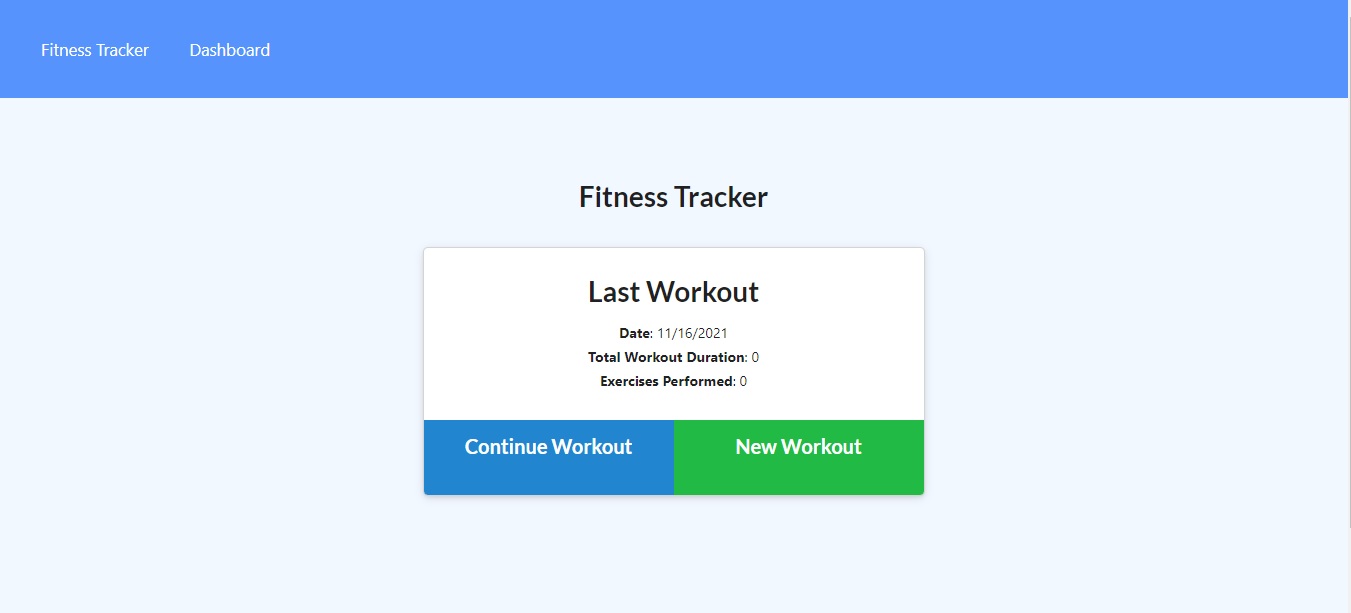 Fitness Tracker Dashboard
Fitness Tracker
Last Workout
Date: 11/16/2021
Total Workout Duration: 0
Exercises Performed: 0
Continue Workout New Workout